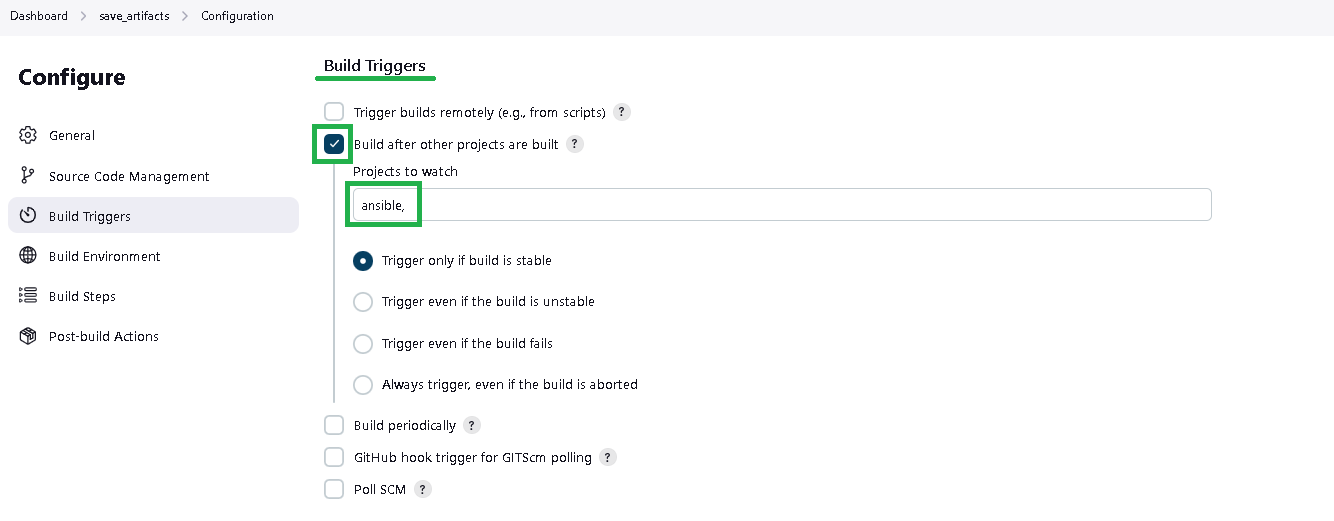 Dashboard > save_artifacts > Configuration
Configure
General
Source Code Management
Build Triggers
Build Environment
Build Steps
Post-build Actions
Build Triggers
Trigger builds remotely (e.g., from scripts) ?
Build after other projects are built ?
Projects to watch
ansible,
Trigger only if build is stable
Trigger even if the build is unstable
Trigger even if the build fails
Always trigger, even if the build is aborted
Build periodically ?
GitHub hook trigger for GITScm polling ?
Poll SCM ?